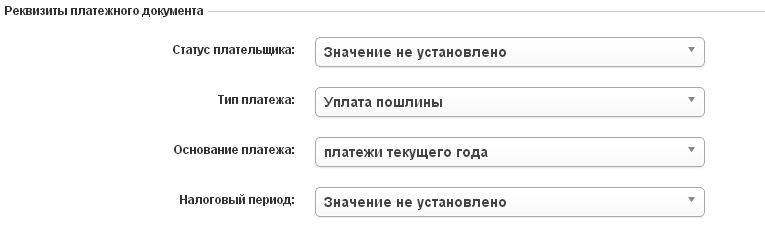 Реквизиты платежного документа
Статус плательщика: Значение не установлено
Тип платежа: Уплата пошлины
Основание платежа: платежи текущего года
Налоговый период: Значение не установлено